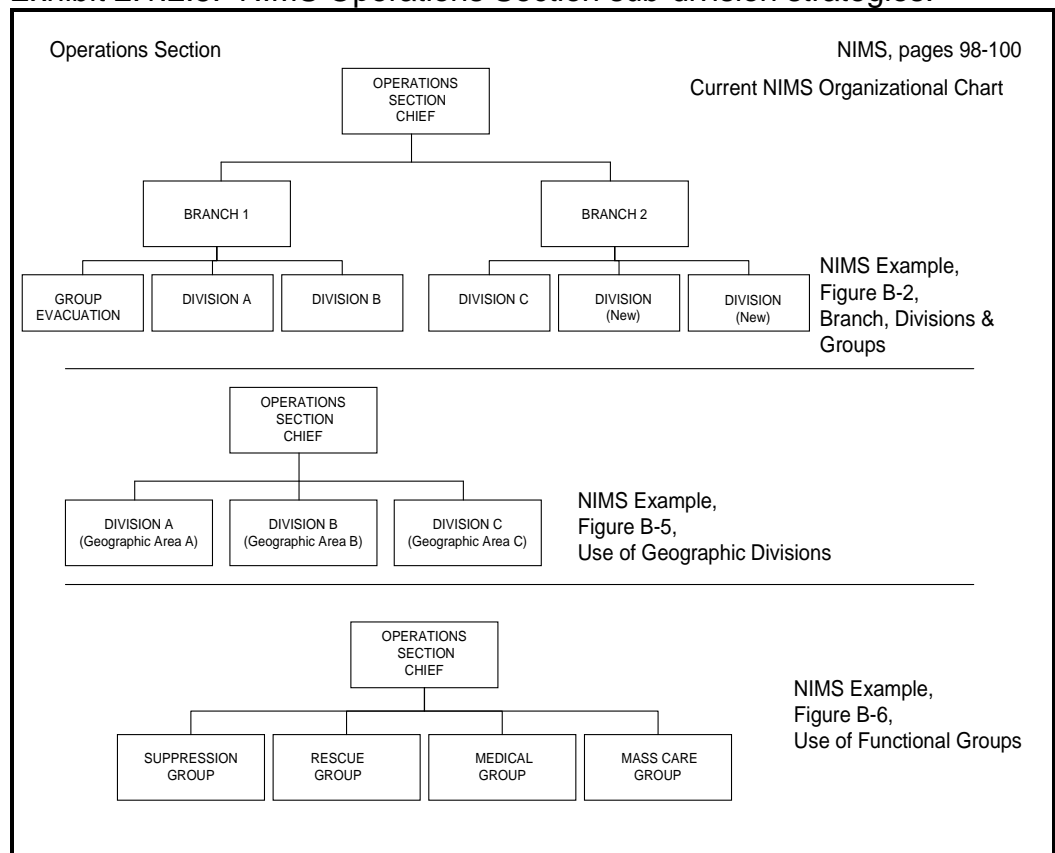 Exhibit NIMS Operations Section sub-division strategies.
Operations Section
NIMS, pages 98-100
Current NIMS Organizational Chart
OPERATIONS
SECTION
CHIEF
BRANCH 1
BRANCH 2
GROUP
EVACUATION
DIVISION A
DIVISION B
DIVISION C
DIVISION
(New)
DIVISION
(New)
NIMS Example,
Figure B-2,
Branch, Divisions &
Groups
OPERATIONS
SECTION
CHIEF
DIVISION A
(Geographic Area A)
DIVISION B
(Geographic Area B)
DIVISION C
(Geographic Area C)
NIMS Example,
Figure B-5,
Use of Geographic Divisions
OPERATIONS
SECTION
CHIEF
SUPPRESSION
GROUP
RESCUE
GROUP
MEDICAL
GROUP
MASS CARE
GROUP
NIMS Example,
Figure B-6,
Use of Functional Groups